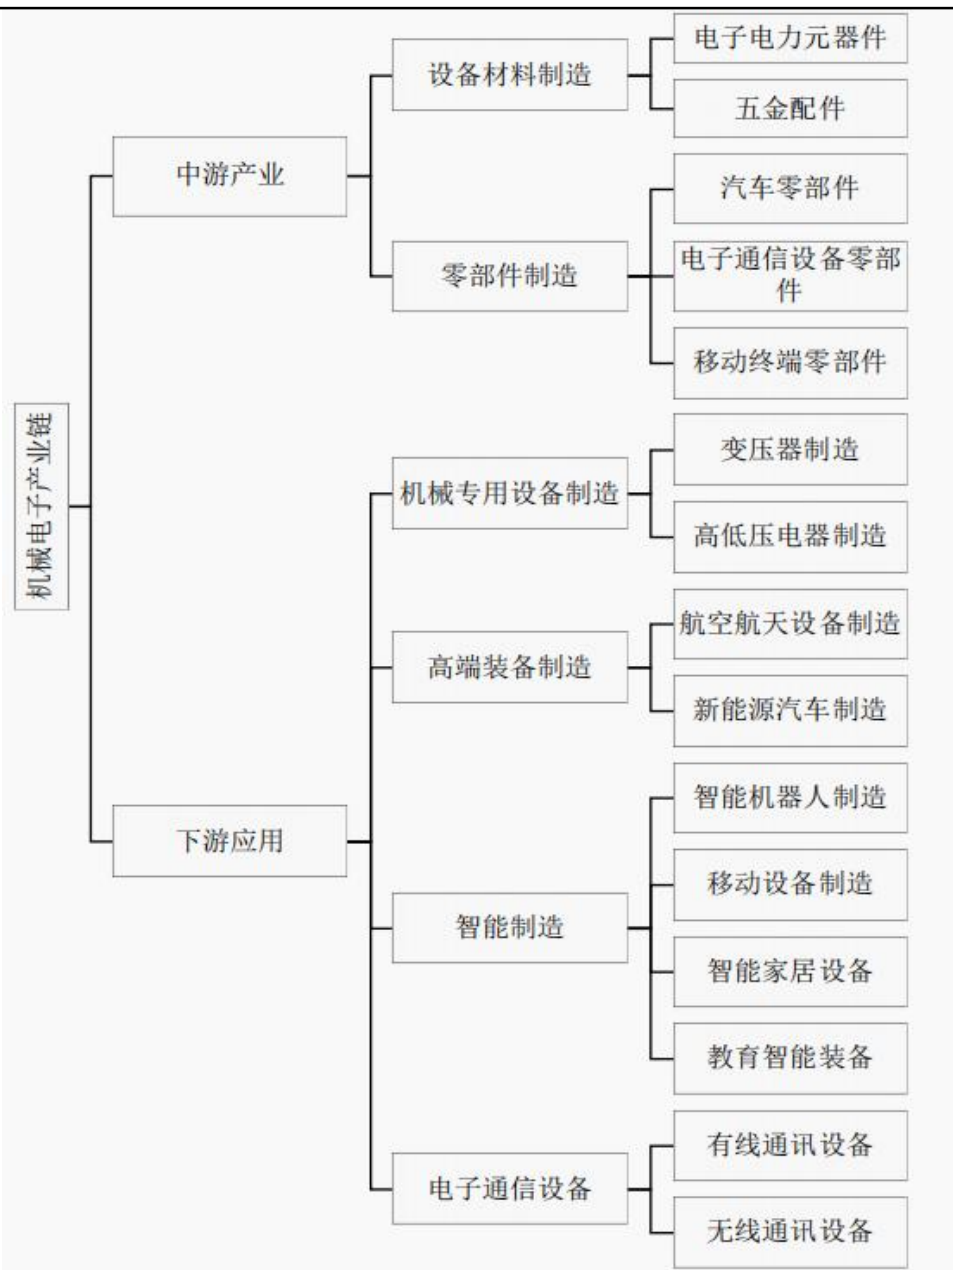 机械电子产业链
中游产业
设备材料制造
电子电力元器件
五金配件
零部件制造
汽车零部件
电子通信设备零部
件
移动终端零部件
下游应用
机械专用设备制造
变压器制造
高低压电器制造
高端装备制造
航空航天设备制造
新能源汽车制造
智能制造
智能机器人制造
移动设备制造
智能家居设备
教育智能装备
电子通信设备
有线通讯设备
无线通讯设备